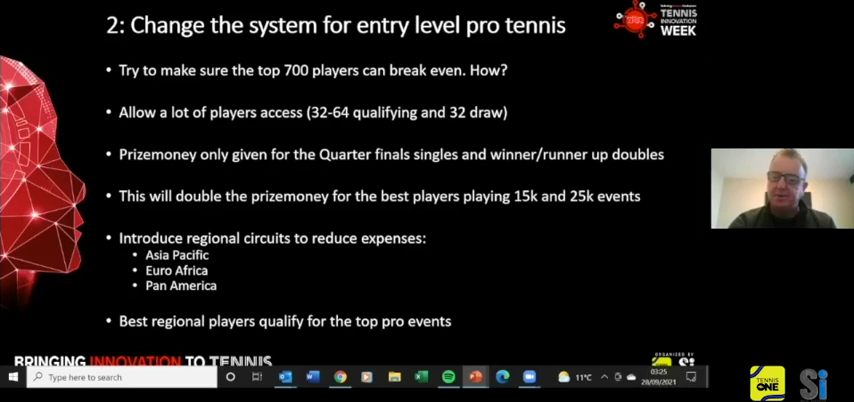 2: Change the system for entry level pro tennis
TENNIS
INNOVATION
WEEK
• Try to make sure the top 700 players can break even. How?
• Allow a lot of players access (32-64 qualifying and 32 draw)
• Prizemoney only given for the Quarter finals singles and winner/runner up doubles
• This will double the prizemoney for the best players playing 15k and 25k events
• Introduce regional circuits to reduce expenses:
• Asia Pacific
• Euro Africa
• Pan America
• Best regional players qualify for the top pro events
BRINGING INNOVATION TO TENNIS
ORGANIZED BY
Si
Type here to search
11°C
03:25
28/09/2021
TENNIS
ONE
Si